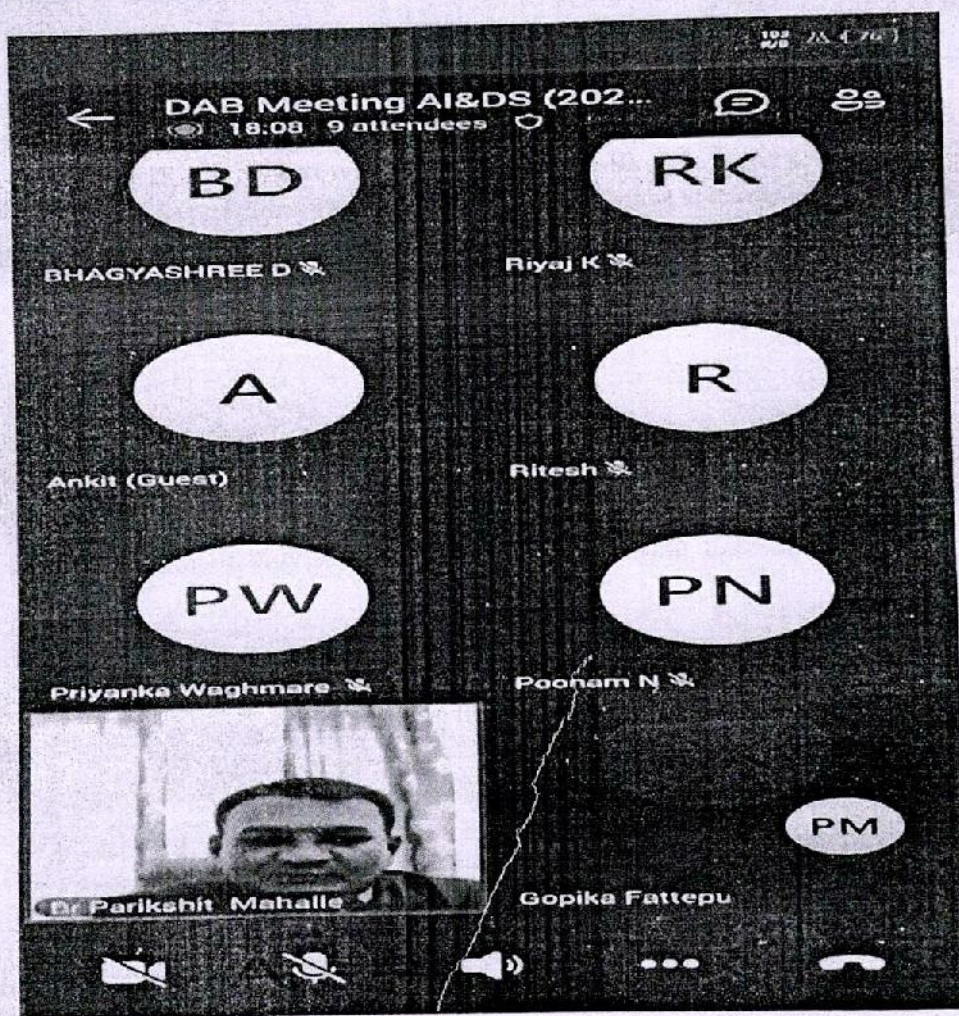 DAB Meeting AI&DS (202...
18:08 9 attendees
BD
RK
BHAGYASHREE D
Riyaj K
A
R
Ankit (Guest)
Ritesh
PW
PN
Priyanka Waghmare
Poonam N
PM
Dr Parikshit Mahalle
Gopika Fattepu